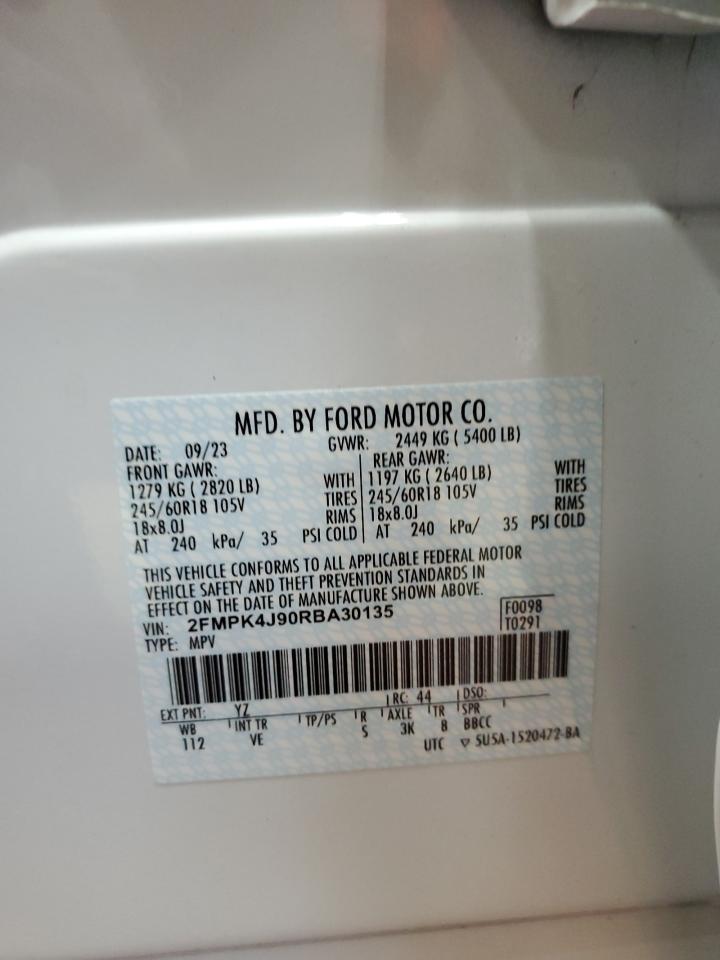 MFD. BY FORD MOTOR CO.
DATE: 09/23 GVWR: 2449 KG ( 5400 LB)
FRONT GAWR: REAR GAWR:
1279 KG ( 2820 LB) WITH 1197 KG ( 2640 LB) WITH
245/60R18 105V TIRES 245/60R18 105V TIRES
18x8.0J RIMS 18x8.0J RIMS
AT 240 kPa/ 35 PSI COLD AT 240 kPa/ 35 PSI COLD
THIS VEHICLE CONFORMS TO ALL APPLICABLE FEDERAL MOTOR
VEHICLE SAFETY AND THEFT PREVENTION STANDARDS IN
EFFECT ON THE DATE OF MANUFACTURE SHOWN ABOVE.
VIN: 2FMPK4J90RBA30135 F0098
TYPE: MPV T0291
EXT PNT: YZ RC: 44 DSO:
WB INT TR TP/PS R AXLE TR SPR
112 VE S 3K 8 BBCC
UTC ▽ 5U5A-1520472-BA